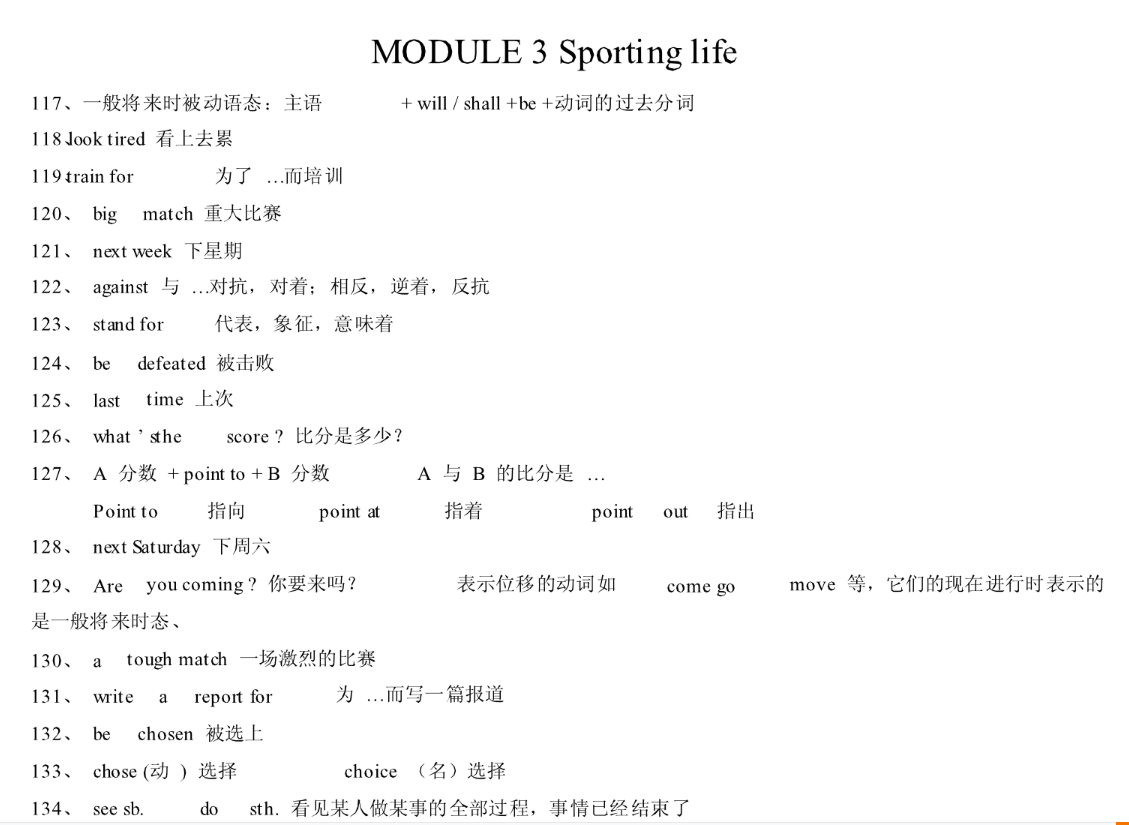 MODULE 3 Sporting life
117、一般将来时被动语态：主语 + will / shall +be +动词的过去分词
118、look tired 看上去累
119、train for 为了 …而培训
120、 big match 重大比赛
121、 next week 下星期
122、 against 与 …对抗，对着；相反，逆着，反抗
123、 stand for 代表，象征，意味着
124、 be defeated 被击败
125、 last time 上次
126、 what ’ sthe score ? 比分是多少？
127、 A 分数 + point to + B 分数 A 与 B 的比分是 …
Point to 指向 point at 指着 point out 指出
128、 next Saturday 下周六
129、 Are you coming ? 你要来吗？ 表示位移的动词如 come go move 等，它们的现在进行时表示的
是一般将来时态、
130、 a tough match 一场激烈的比赛
131、 write a report for 为 …而写一篇报道
132、 be chosen 被选上
133、 chose (动 ) 选择 choice （名）选择
134、 see sb. do sth. 看见某人做某事的全部过程，事情已经结束了